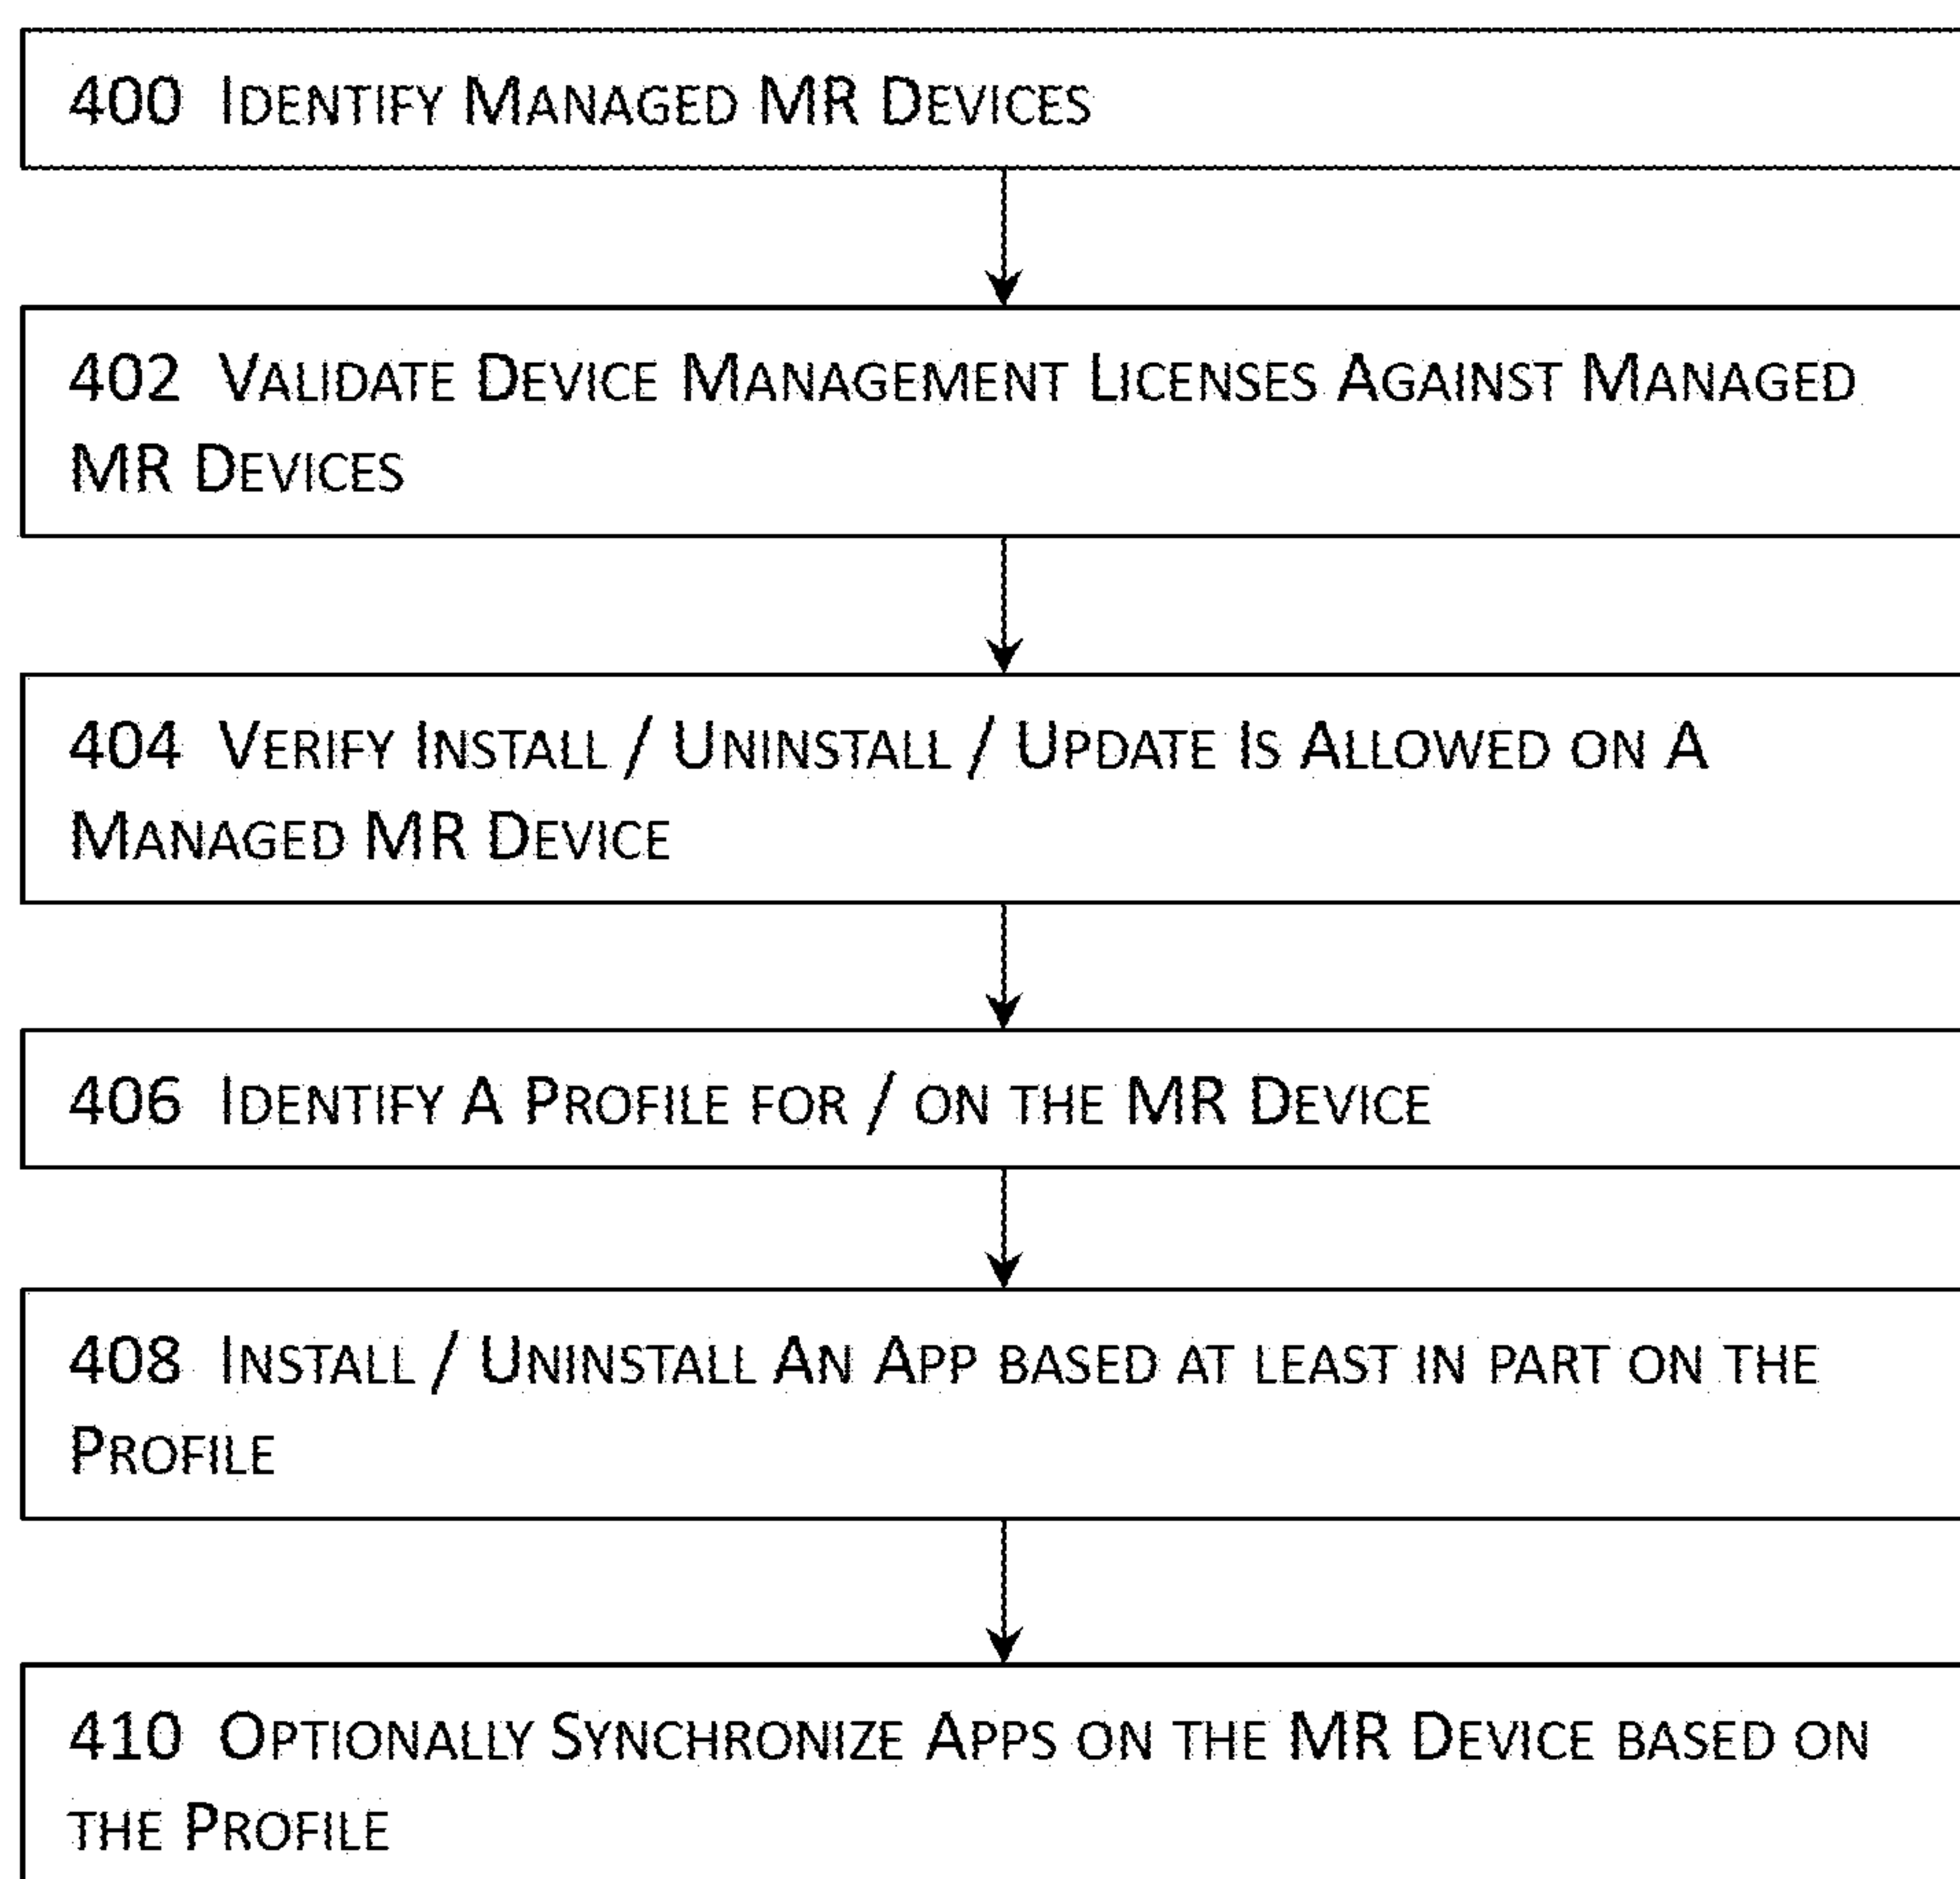 400 Identify Managed MR Devices
402 Validate Device Management Licenses Against Managed
MR Devices
404 Verify Install / Uninstall / Update Is Allowed on A
Managed MR Device
406 Identify A Profile for / on the MR Device
408 Install / Uninstall An App based at least in part on the
Profile
410 Optionally Synchronize Apps on the MR Device based on
the Profile